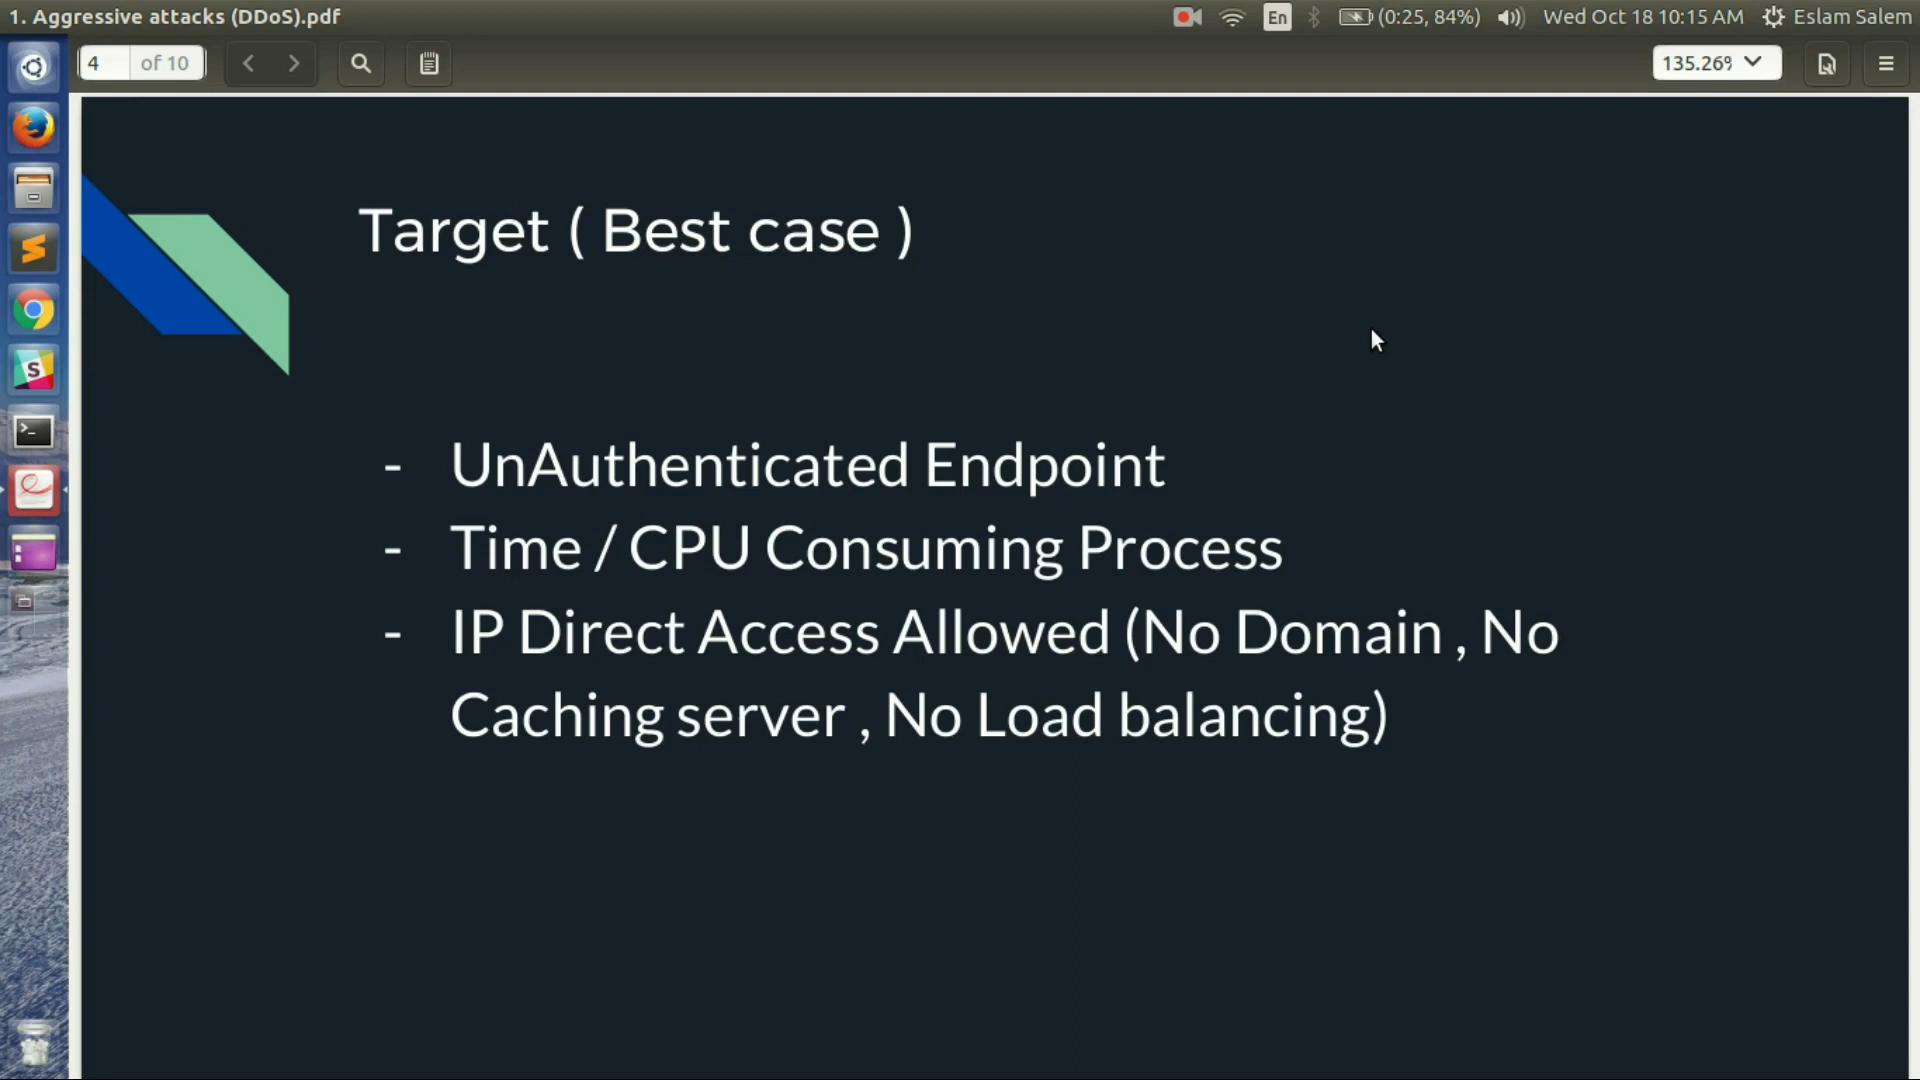 1. Aggressive attacks (DDoS).pdf
En
(0:25, 84%)
Wed Oct 18 10:15 AM
Eslam Salem
4
of 10
135.26%
Target ( Best case )
- UnAuthenticated Endpoint
- Time / CPU Consuming Process
- IP Direct Access Allowed (No Domain , No
Caching server , No Load balancing)